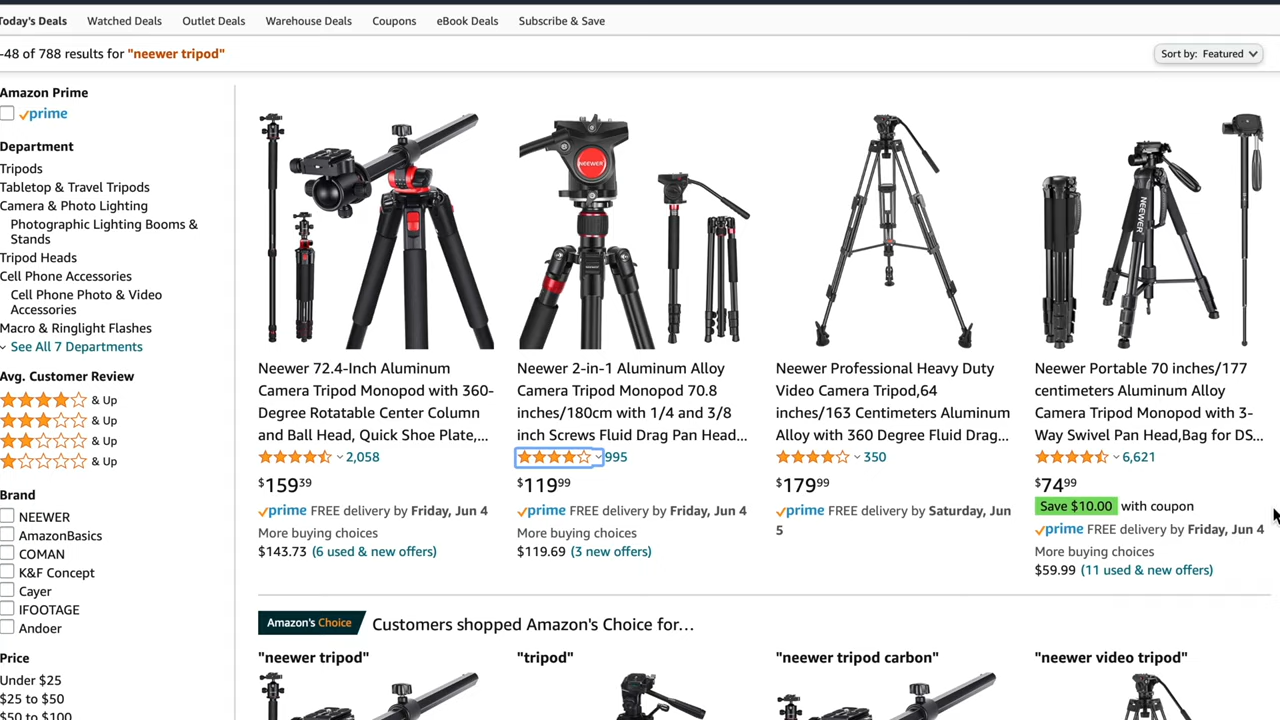 Today's Deals Watched Deals Outlet Deals Warehouse Deals Coupons eBook Deals Subscribe & Save
-48 of 788 results for "neewer tripod"
Sort by: Featured
Amazon Prime
prime
Department
Tripods
Tabletop & Travel Tripods
Camera & Photo Lighting
Photographic Lighting Booms &
Stands
Tripod Heads
Cell Phone Accessories
Cell Phone Photo & Video
Accessories
Macro & Ringlight Flashes
See All 7 Departments
Avg. Customer Review
& Up
& Up
& Up
& Up
Brand
NEEWER
AmazonBasics
COMAN
K&F Concept
Cayer
IFOOTAGE
Andoer
Price
Under $25
$25 to $50
$50 to $100
Neewer 72.4-Inch Aluminum
Camera Tripod Monopod with 360-
Degree Rotatable Center Column
and Ball Head, Quick Shoe Plate,...
2,058
$159.39
prime FREE delivery by Friday, Jun 4
More buying choices
$143.73 (6 used & new offers)
NEEWER
Neewer 2-in-1 Aluminum Alloy
Camera Tripod Monopod 70.8
inches/180cm with 1/4 and 3/8
inch Screws Fluid Drag Pan Head...
995
$119.99
prime FREE delivery by Friday, Jun 4
More buying choices
$119.69 (3 new offers)
Neewer Professional Heavy Duty
Video Camera Tripod,64
inches/163 Centimeters Aluminum
Alloy with 360 Degree Fluid Drag...
350
$179.99
prime FREE delivery by Saturday, Jun
5
NEEWER
Neewer Portable 70 inches/177
centimeters Aluminum Alloy
Camera Tripod Monopod with 3-
Way Swivel Pan Head,Bag for DS...
6,621
$74.99
Save $10.00 with coupon
prime FREE delivery by Friday, Jun 4
More buying choices
$59.99 (11 used & new offers)
Amazon's Choice Customers shopped Amazon's Choice for…
"neewer tripod" "tripod" "neewer tripod carbon" "neewer video tripod"